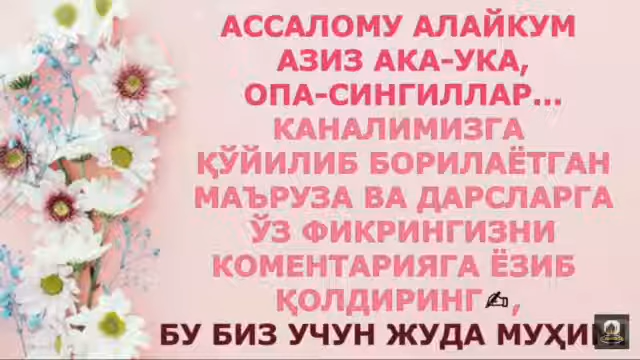 АССАЛОМУ АЛАЙКУМ
АЗИЗ АКА-УКА,
ОПА-СИНГИЛЛАР...
КАНАЛИМИЗГА
ҚЎЙИЛИБ БОРИЛАЁТГАН
МАЪРУЗА ВА ДАРСЛАРГА
ЎЗ ФИКРИНГИЗНИ
КОМЕНТАРИЯГА ЁЗИБ
ҚОЛДИРИНГ✍,
БУ БИЗ УЧУН ЖУДА